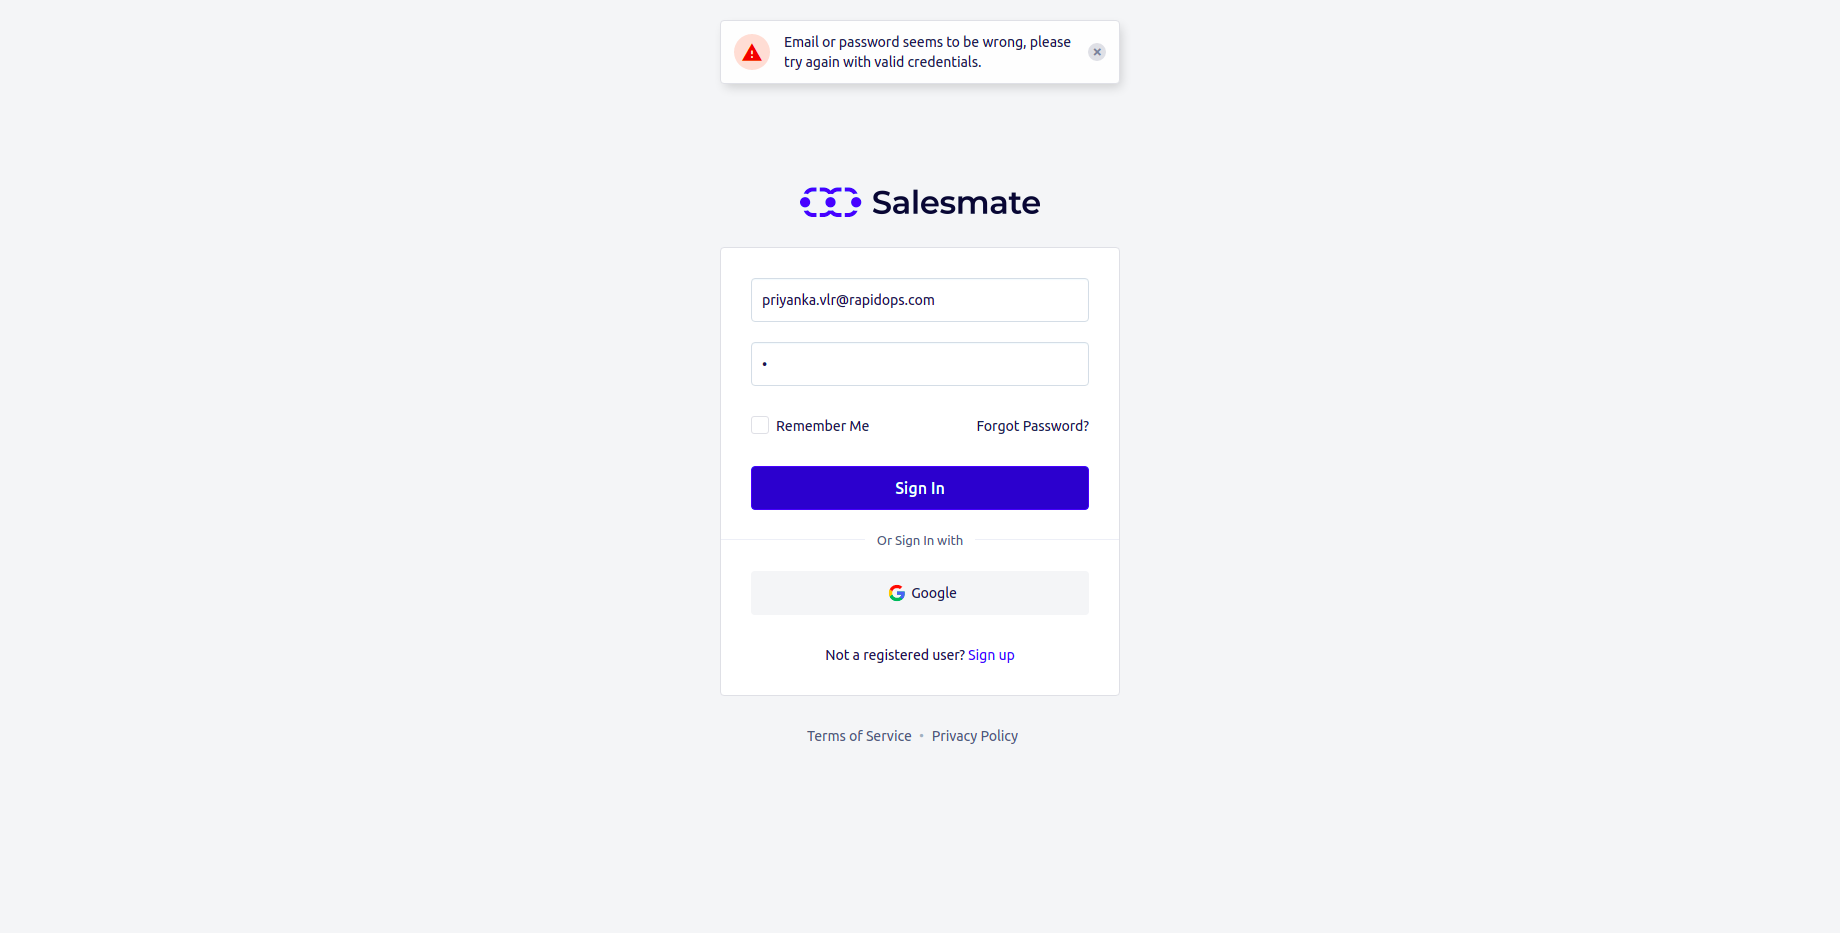 Email or password seems to be wrong, please
try again with valid credentials.
Salesmate
priyanka.vlr@rapidops.com
•
Remember Me Forgot Password?
Sign In
Or Sign In with
Google
Not a registered user? Sign up
Terms of Service • Privacy Policy